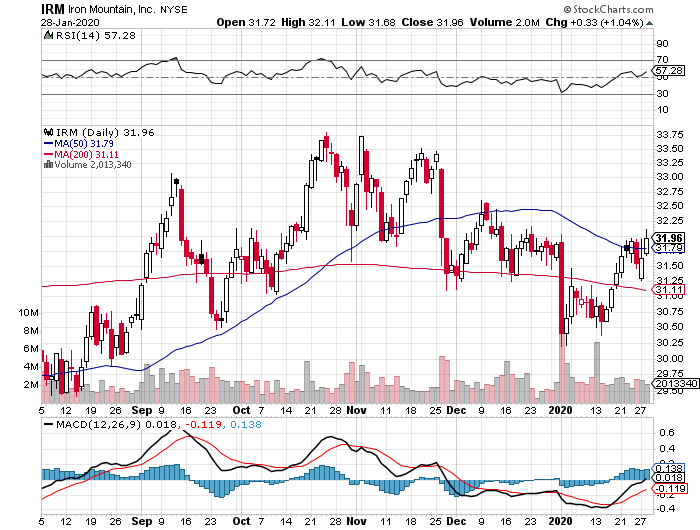 IRM Iron Mountain, Inc. NYSE © StockCharts.com
28-Jan-2020 Open 31.72 High 32.11 Low 31.68 Close 31.96 Volume 2.0M Chg +0.33 (+1.04%)
RSI(14) 57.28
90
70
57.28
50
30
10
IRM (Daily) 31.96
MA(50) 31.79
MA(200) 31.11
Volume 2,013,340
33.75
33.50
33.25
33.00
32.75
32.50
32.25
31.96
31.79
31.50
31.25
31.11
30.75
30.50
30.25
30.00
29.75
29.50
10M
8M
6M
4M
2M
2013340
5 12 19 26 Sep 9 16 23 Oct 7 14 21 28 Nov 11 18 25 Dec 9 16 23 2020 13 21 27
MACD(12,26,9) 0.018, -0.119, 0.138
0.6
0.4
0.138
0.018
-0.119
-0.4
5 12 19 26 Sep 9 16 23 Oct 7 14 21 28 Nov 11 18 25 Dec 9 16 23 2020 13 21 27